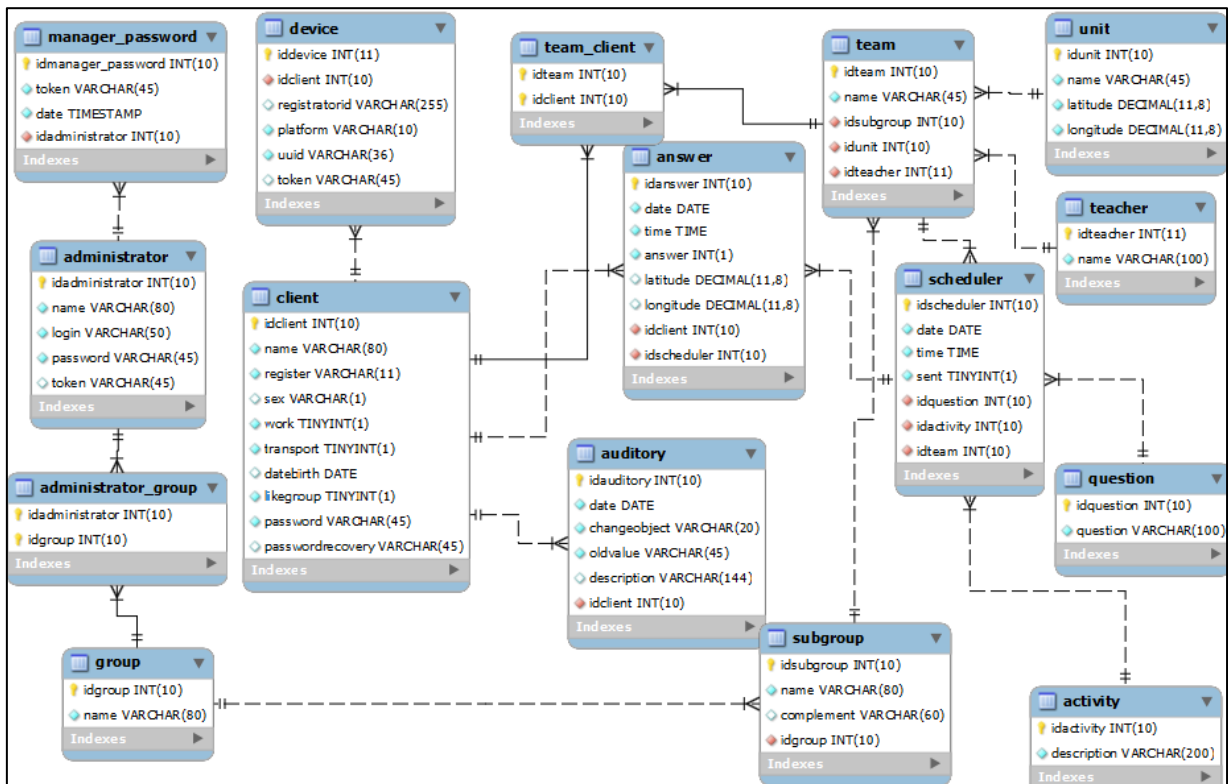 manager_password
idmanager_password INT(10)
token VARCHAR(45)
date TIMESTAMP
idadministrator INT(10)
Indexes
device
iddevice INT(11)
idclient INT(10)
registratorid VARCHAR(255)
platform VARCHAR(10)
uuid VARCHAR(36)
token VARCHAR(45)
Indexes
team_client
idteam INT(10)
idclient INT(10)
Indexes
team
idteam INT(10)
name VARCHAR(45)
idsubgroup INT(10)
idunit INT(10)
idteacher INT(11)
Indexes
unit
idunit INT(10)
name VARCHAR(45)
latitude DECIMAL(11,8)
longitude DECIMAL(11,8)
Indexes
answer
idanswer INT(10)
date DATE
time TIME
answer INT(1)
latitude DECIMAL(11,8)
longitude DECIMAL(11,8)
idclient INT(10)
idscheduler INT(10)
Indexes
teacher
idteacher INT(11)
name VARCHAR(100)
Indexes
administrator
idadministrator INT(10)
name VARCHAR(80)
login VARCHAR(50)
password VARCHAR(45)
token VARCHAR(45)
Indexes
client
idclient INT(10)
name VARCHAR(80)
register VARCHAR(11)
sex VARCHAR(1)
work TINYINT(1)
transport TINYINT(1)
datebirth DATE
likegroup TINYINT(1)
password VARCHAR(45)
passwordrecovery VARCHAR(45)
Indexes
scheduler
idscheduler INT(10)
date DATE
time TIME
sent TINYINT(1)
idquestion INT(10)
idactivity INT(10)
idteam INT(10)
Indexes
auditory
idauditory INT(10)
date DATE
changeobject VARCHAR(20)
oldvalue VARCHAR(45)
description VARCHAR(144)
idclient INT(10)
Indexes
question
idquestion INT(10)
question VARCHAR(100)
Indexes
administrator_group
idadministrator INT(10)
idgroup INT(10)
Indexes
group
idgroup INT(10)
name VARCHAR(80)
Indexes
subgroup
idsubgroup INT(10)
name VARCHAR(80)
complement VARCHAR(60)
idgroup INT(10)
Indexes
activity
idactivity INT(10)
description VARCHAR(200)
Indexes